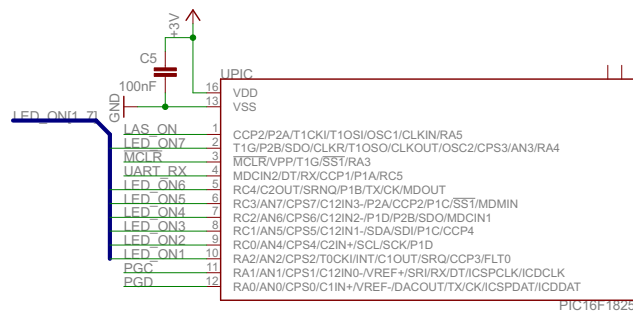 +3V
C5
100nF
GND
UPIC
16 VDD
13 VSS
LED_ON[1..7]
LAS_ON 1 CCP2/P2A/T1CKI/T1OSI/OSC1/CLKIN/RA5
LED_ON7 2 T1G/P2B/SDO/CLKR/T1OSO/CLKOUT/OSC2/CPS3/AN3/RA4
MCLR 3 MCLR/VPP/T1G/SS1/RA3
UART_RX 4 MDCIN2/DT/RX/CCP1/P1A/RC5
LED_ON6 5 RC4/C2OUT/SRNQ/P1B/TX/CK/MDOUT
LED_ON5 6 RC3/AN7/CPS7/C12IN3-/P2A/CCP2/P1C/SS1/MDMIN
LED_ON4 7 RC2/AN6/CPS6/C12IN2-/P1D/P2B/SDO/MDCIN1
LED_ON3 8 RC1/AN5/CPS5/C12IN1-/SDA/SDI/P1C/CCP4
LED_ON2 9 RC0/AN4/CPS4/C2IN+/SCL/SCK/P1D
LED_ON1 10 RA2/AN2/CPS2/T0CKI/INT/C1OUT/SRQ/CCP3/FLT0
PGC 11 RA1/AN1/CPS1/C12IN0-/VREF+/SRI/RX/DT/ICSPCLK/ICDCLK
PGD 12 RA0/AN0/CPS0/C1IN+/VREF-/DACOUT/TX/CK/ICSPDAT/ICDDAT
PIC16F1825